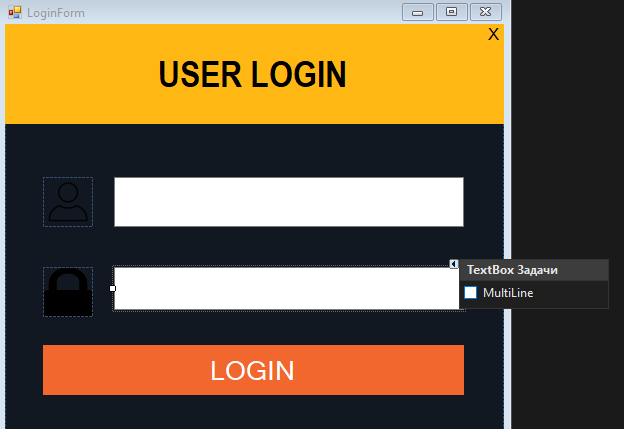 LoginForm
X
USER LOGIN
TextBox Задачи
MultiLine
LOGIN